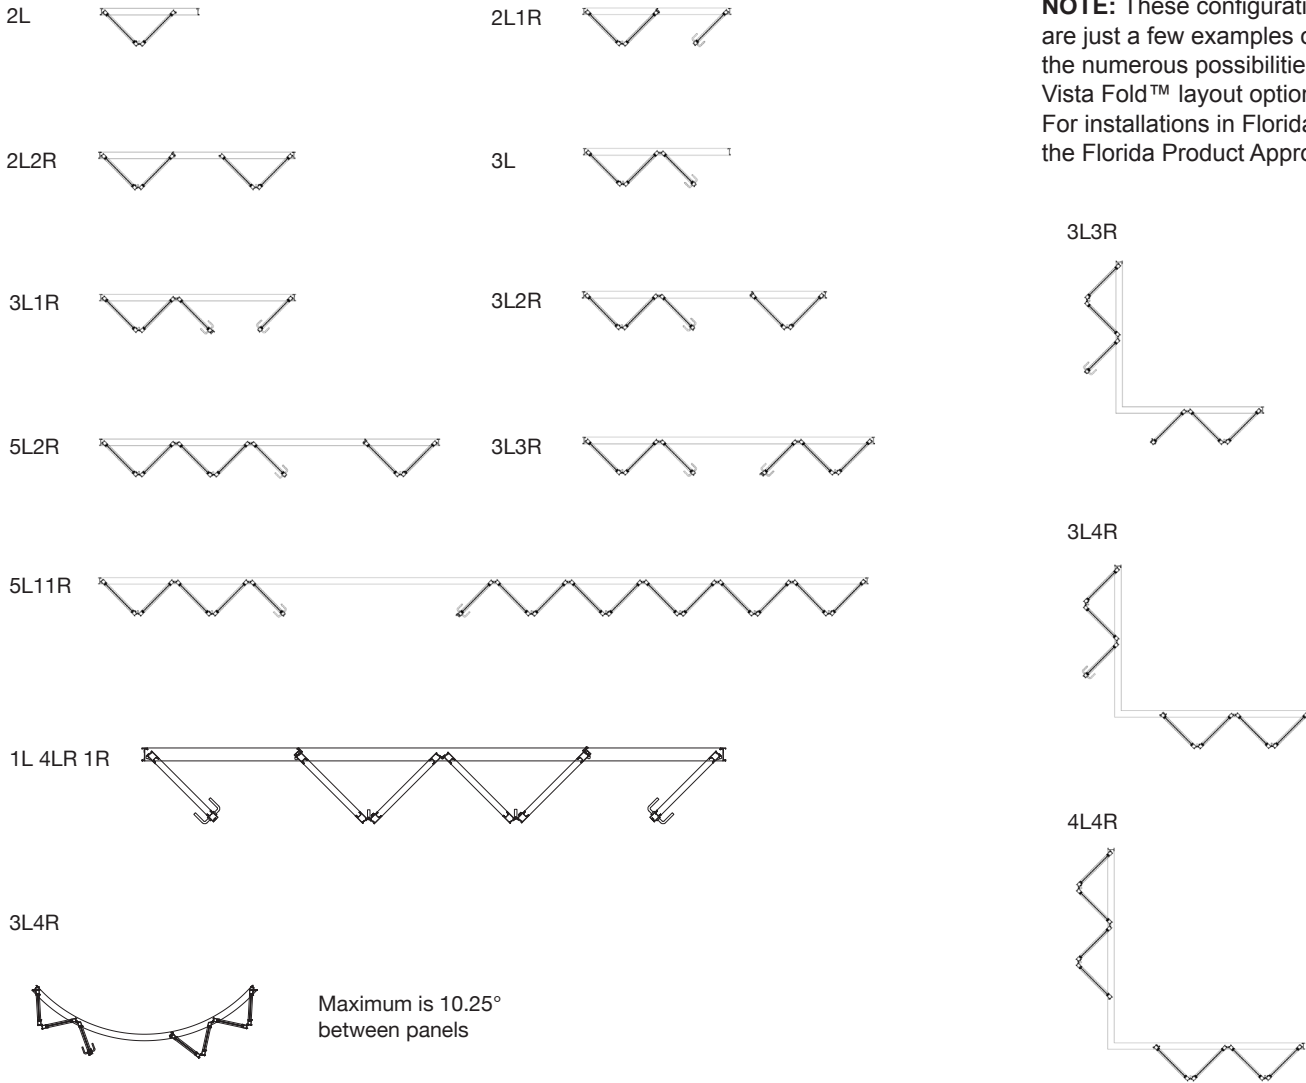 2L
2L1R
NOTE: These configurati
are just a few examples
the numerous possibilitie
Vista Fold™ layout option
For installations in Florida
the Florida Product Appro
2L2R
3L
3L3R
3L1R
3L2R
5L2R
3L3R
3L4R
5L11R
1L 4LR 1R
4L4R
3L4R
Maximum is 10.25°
between panels